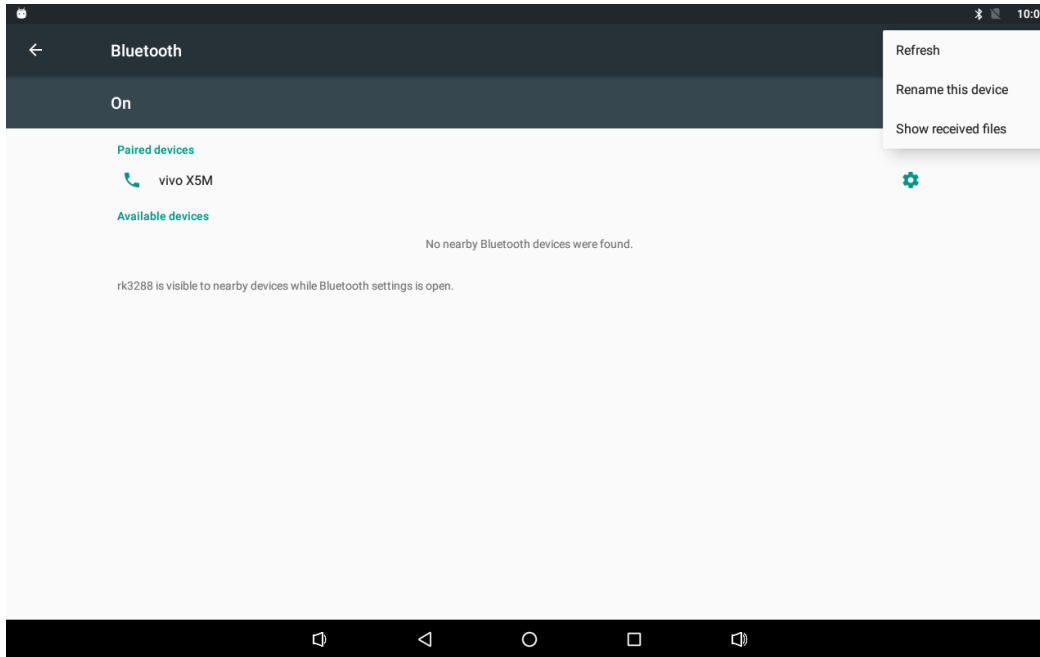 10:0
Bluetooth
Refresh
Rename this device
On
Show received files
Paired devices
vivo X5M
Available devices
No nearby Bluetooth devices were found.
rk3288 is visible to nearby devices while Bluetooth settings is open.